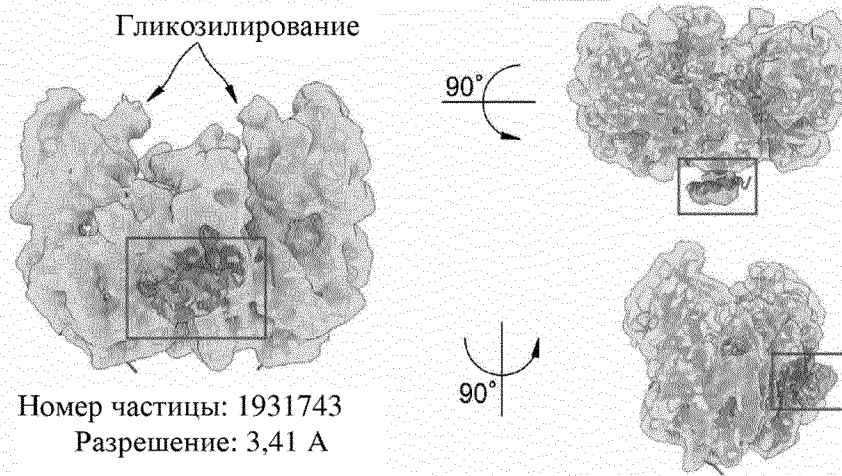 Гликозилирование
90°
90°
Номер частицы: 1931743
Разрешение: 3,41 A